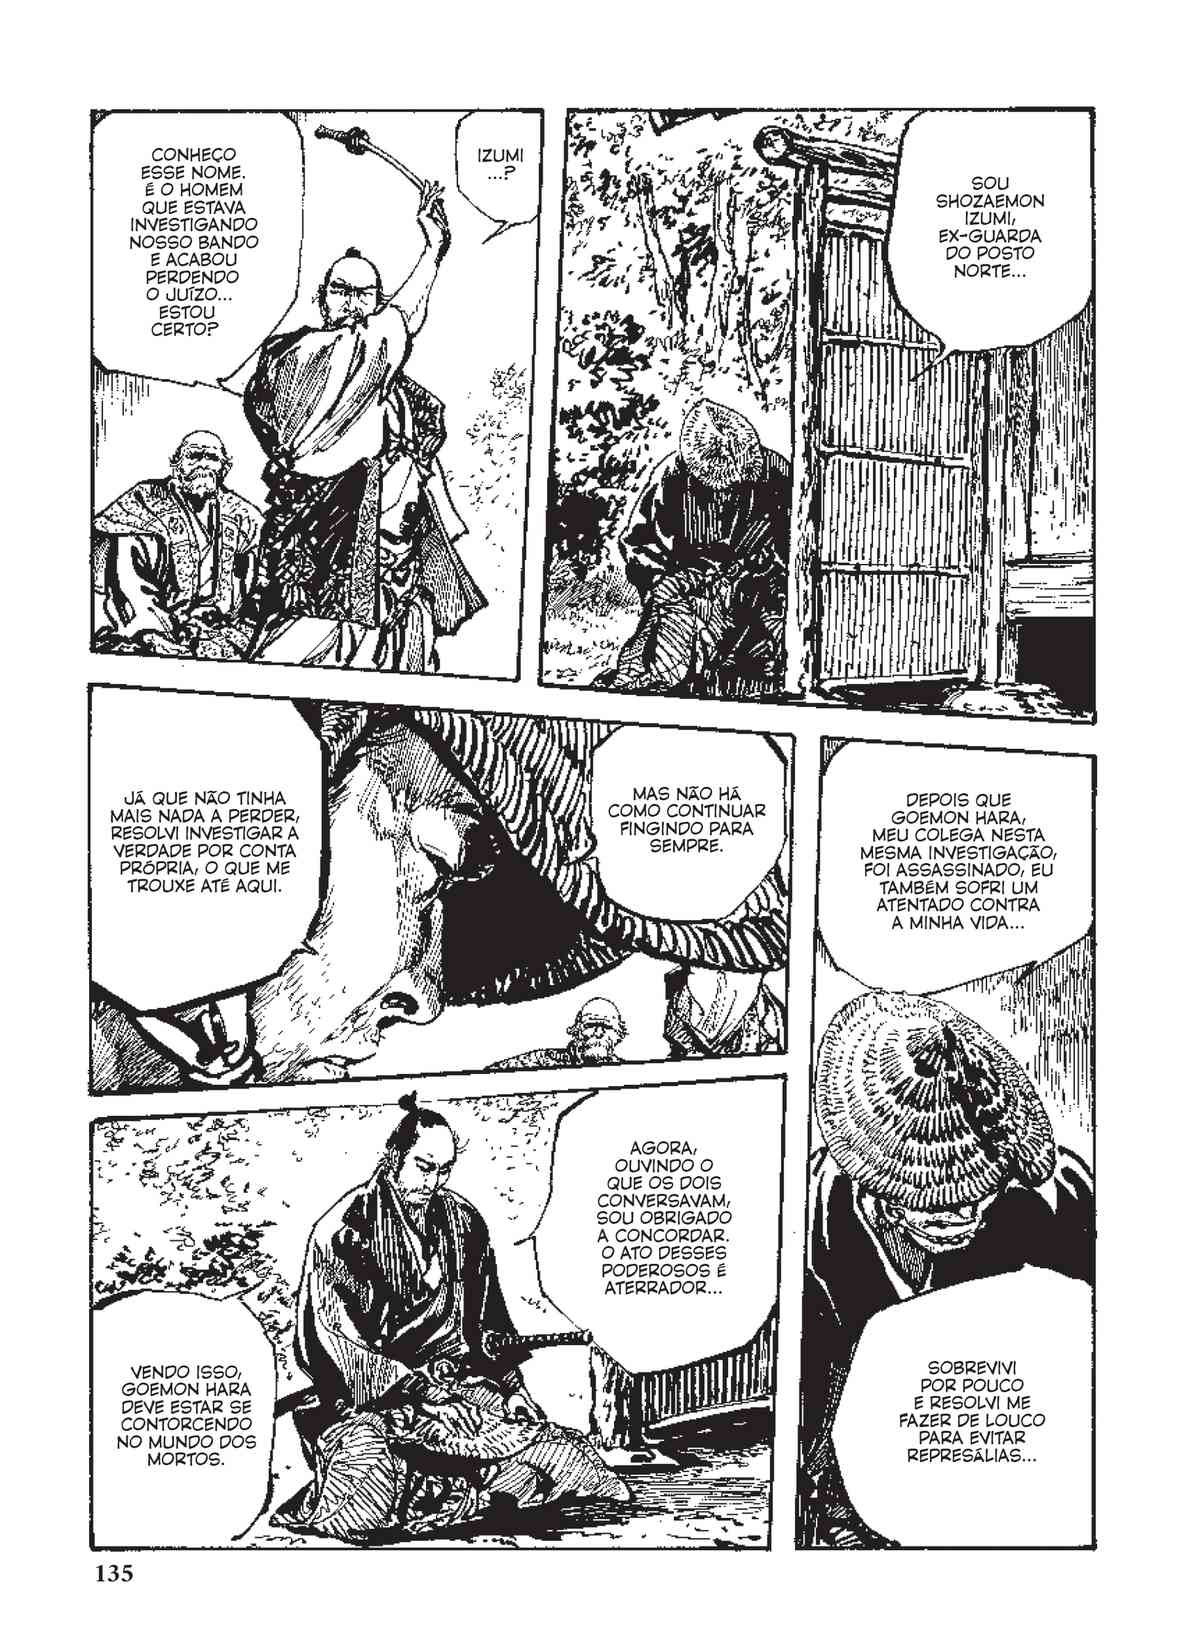 SOU
SHOZAEMON
IZUMI,
EX-GUARDA
DO POSTO
NORTE...
IZUMI
...?
CONHEÇO
ESSE NOME.
É O HOMEM
QUE ESTAVA
INVESTIGANDO
NOSSO BANDO
E ACABOU
PERDENDO
O JUÍZO...
ESTOU
CERTO?
DEPOIS QUE
GOEMON HARA,
MEU COLEGA NESTA
MESMA INVESTIGAÇÃO,
FOI ASSASSINADO, EU
TAMBÉM SOFRI UM
ATENTADO CONTRA
A MINHA VIDA...
SOBREVIVI
POR POUCO
E RESOLVI ME
FAZER DE LOUCO
PARA EVITAR
REPRESÁLIAS...
MAS NÃO HÁ
COMO CONTINUAR
FINGINDO PARA
SEMPRE.
JÁ QUE NÃO TINHA
MAIS NADA A PERDER,
RESOLVI INVESTIGAR A
VERDADE POR CONTA
PRÓPRIA, O QUE ME
TROUXE ATÉ AQUI.
AGORA,
OUVINDO O
QUE OS DOIS
CONVERSAVAM,
SOU OBRIGADO
A CONCORDAR.
O ATO DESSES
PODEROSOS É
ATERRADOR...
VENDO ISSO,
GOEMON HARA
DEVE ESTAR SE
CONTORCENDO
NO MUNDO DOS
MORTOS.
135